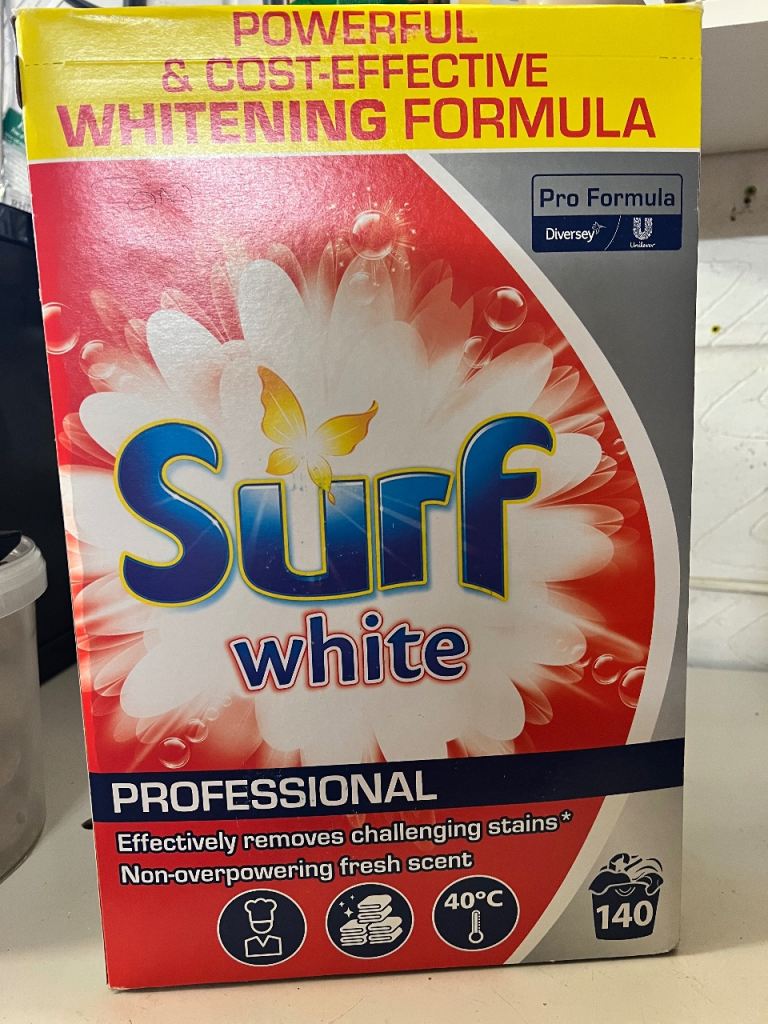 POWERFUL
& COST-EFFECTIVE
WHITENING FORMULA
Pro Formula
Diversey
Unilever
Surf
white
PROFESSIONAL
Effectively removes challenging stains*
Non-overpowering fresh scent
40°C
140